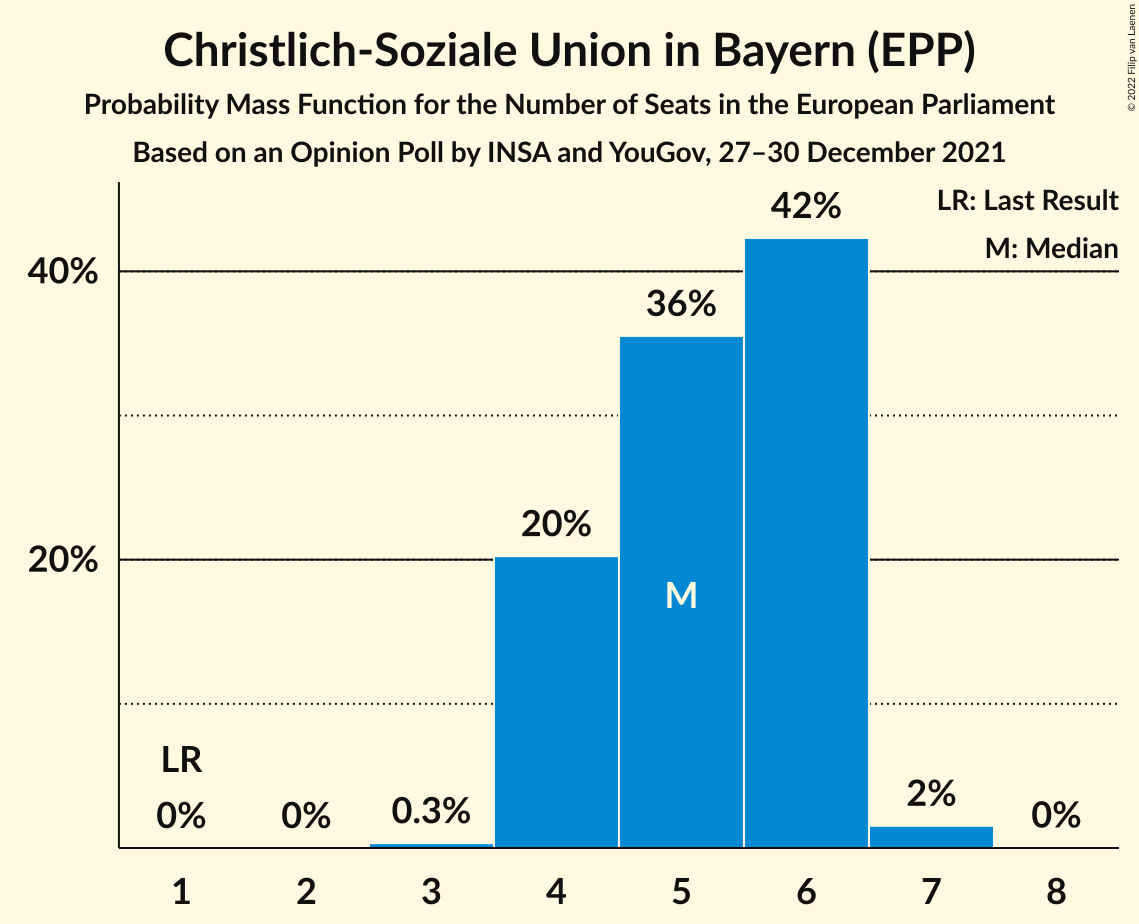 Christlich-Soziale Union in Bayern (EPP)
Probability Mass Function for the Number of Seats in the European Parliament
Based on an Opinion Poll by INSA and YouGov, 27–30 December 2021
© 2022 Filip van Laenen
LR: Last Result
M: Median
40%
20%
LR
0%
0%
0.3%
20%
36%
M
42%
2%
0%
1 2 3 4 5 6 7 8